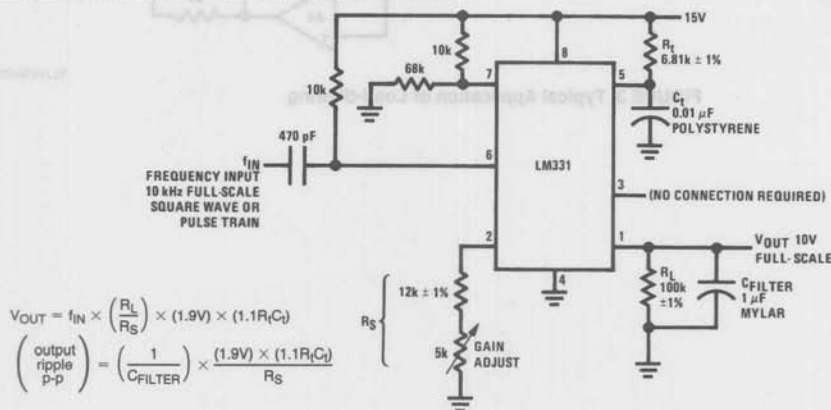 15V
10k
10k
68k
7
8
5
Rt
6.81k ± 1%
Ct
0.01 µF
POLYSTYRENE
470 pF
fIN
FREQUENCY INPUT
10 kHz FULL-SCALE
SQUARE WAVE OR
PULSE TRAIN
6
LM331
3
(NO CONNECTION REQUIRED)
2
4
1
VOUT 10V
FULL-SCALE
RL
100k
±1%
CFILTER
1 µF
MYLAR
RS
12k ± 1%
5k
GAIN
ADJUST
VOUT = fIN × (RL/RS) × (1.9V) × (1.1RtCt)
(output ripple p-p) = (1/CFILTER) × (1.9V) × (1.1RtCt)/RS